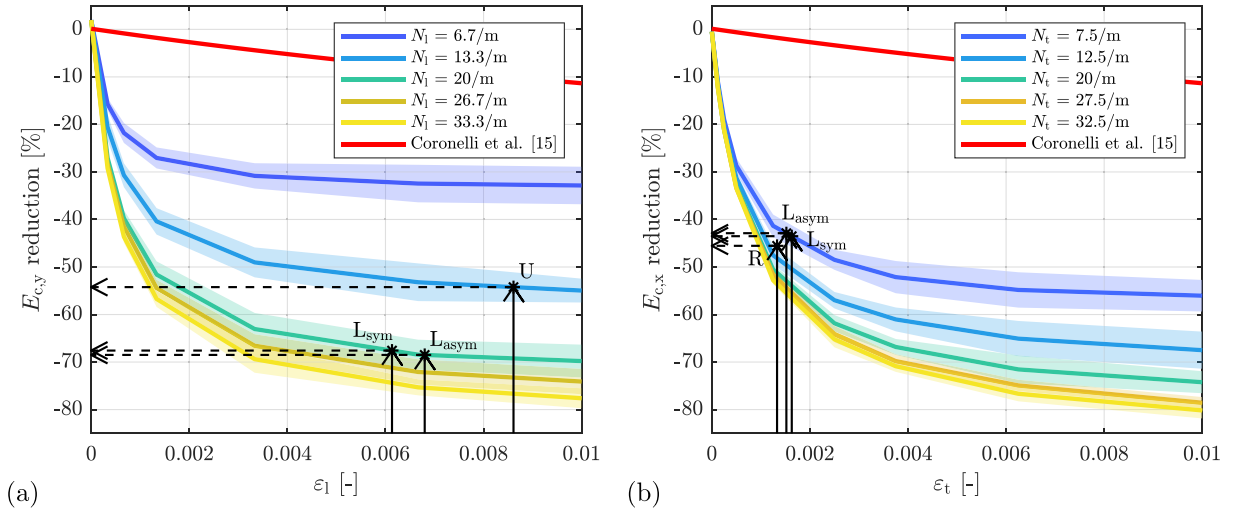 0
-10
-20
-30
-40
-50
-60
-70
-80
E_c,y reduction [%]
N_l = 6.7/m
N_l = 13.3/m
N_l = 20/m
N_l = 26.7/m
N_l = 33.3/m
Coronelli et al. [15]
U
L_sym
L_asym
0 0.002 0.004 0.006 0.008 0.01
ε_l [-]
(a)
0
-10
-20
-30
-40
-50
-60
-70
-80
E_c,x reduction [%]
N_t = 7.5/m
N_t = 12.5/m
N_t = 20/m
N_t = 27.5/m
N_t = 32.5/m
Coronelli et al. [15]
L_asym
L_sym
R
0 0.002 0.004 0.006 0.008 0.01
ε_t [-]
(b)